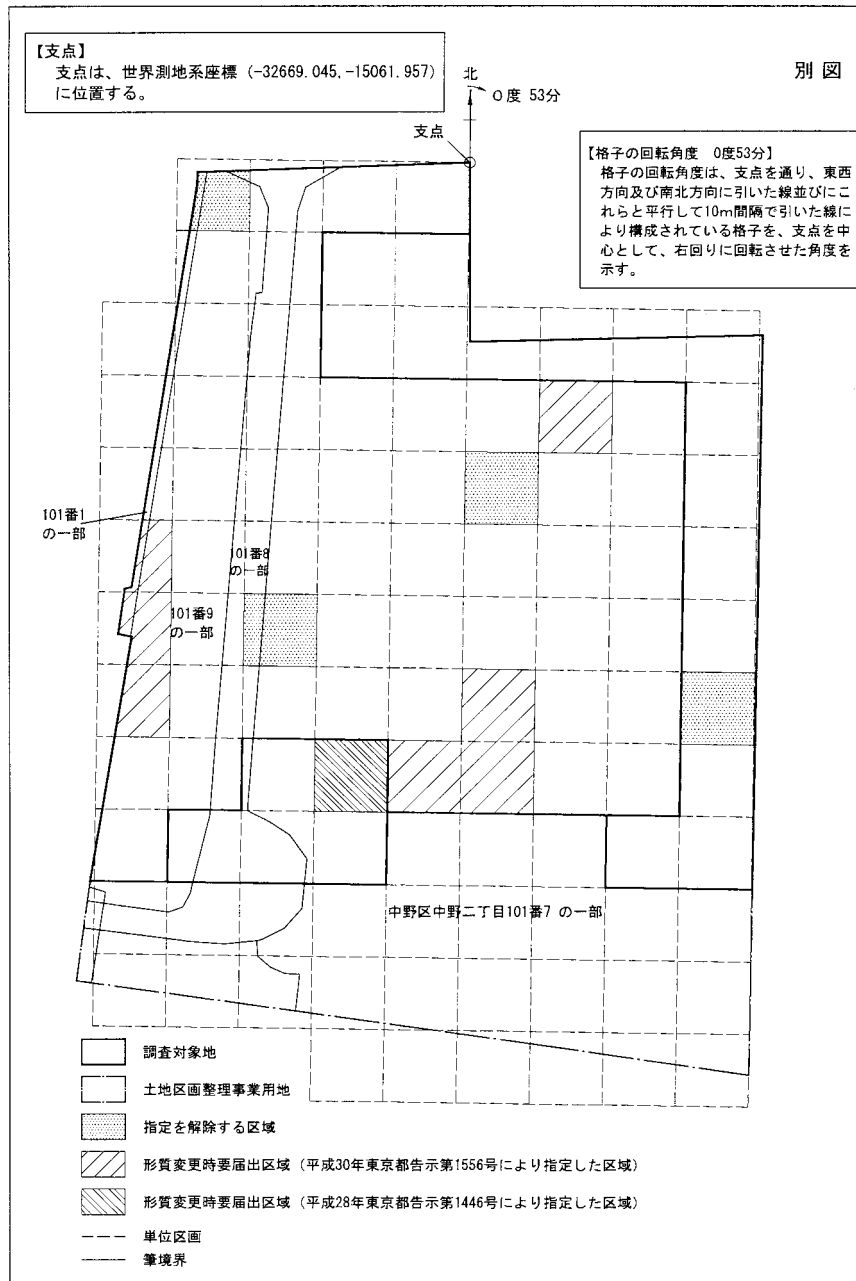 【支点】
支点は、世界測地系座標（-32669.045,-15061.957）
に位置する。
別図
北
0度 53分
支点
【格子の回転角度 0度53分】
格子の回転角度は、支点を通り、東西
方向及び南北方向に引いた線並びにこ
れらと平行して10m間隔で引いた線に
より構成されている格子を、支点を中
心として、右回りに回転させた角度を
示す。
101番1
の一部
101番8
の一部
101番9
の一部
中野区中野二丁目101番7 の一部
調査対象地
土地区画整理事業用地
指定を解除する区域
形質変更時要届出区域（平成30年東京都告示第1556号により指定した区域）
形質変更時要届出区域（平成28年東京都告示第1446号により指定した区域）
単位区画
筆境界